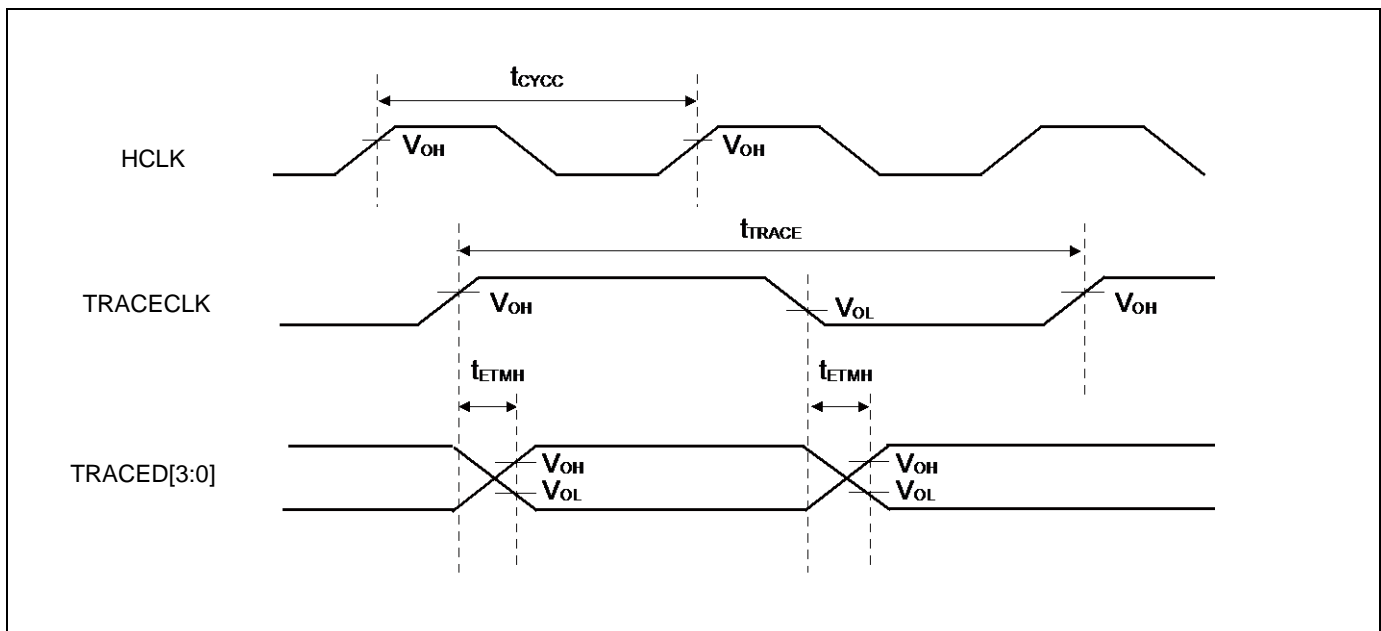 tCYCC
HCLK
VOH
VOH
tTRACE
TRACECLK
VOH
VOL
VOH
tETMH
tETMH
TRACED[3:0]
VOH
VOH
VOL
VOL